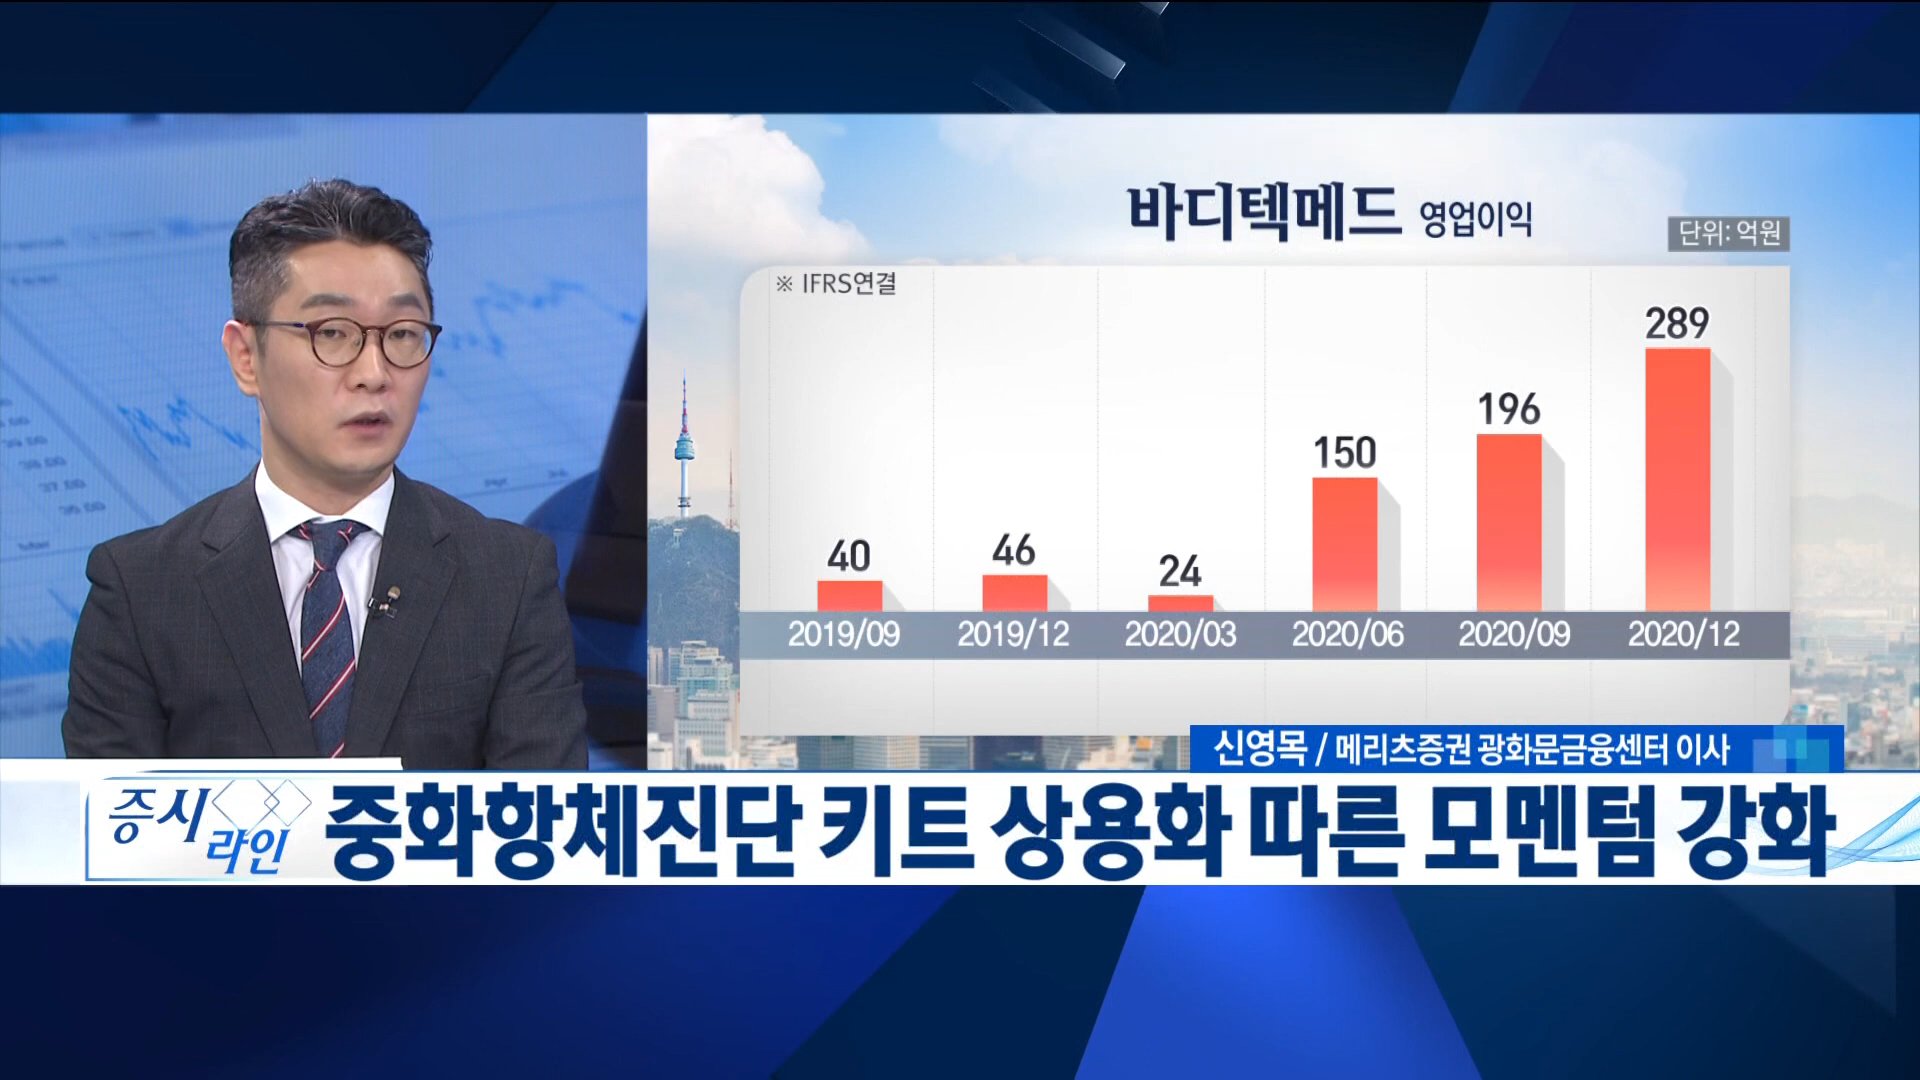 바디텍메드 영업이익
단위: 억원
※ IFRS연결
40
46
24
150
196
289
2019/09
2019/12
2020/03
2020/06
2020/09
2020/12
신영목 / 메리츠증권 광화문금융센터 이사
증시
라인
중화항체진단 키트 상용화 따른 모멘텀 강화